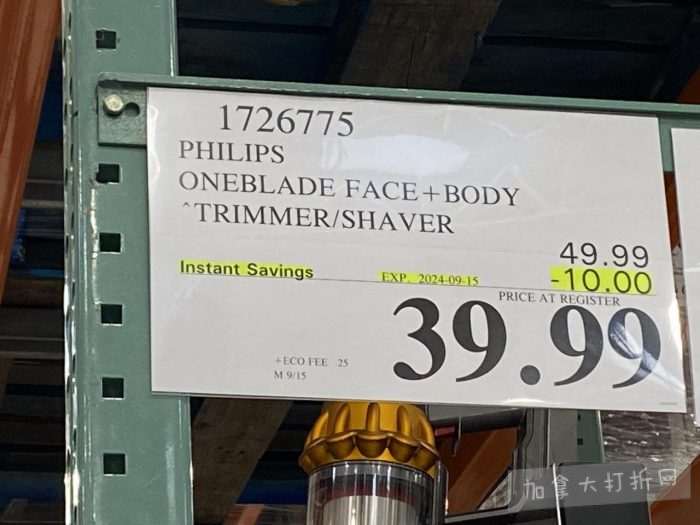 1726775
PHILIPS
ONEBLADE FACE+BODY
^TRIMMER/SHAVER
49.99
Instant Savings EXP. 2024-09-15 -10.00
PRICE AT REGISTER
39.99
+ECO FEE .25
M 9/15
加拿大打折网